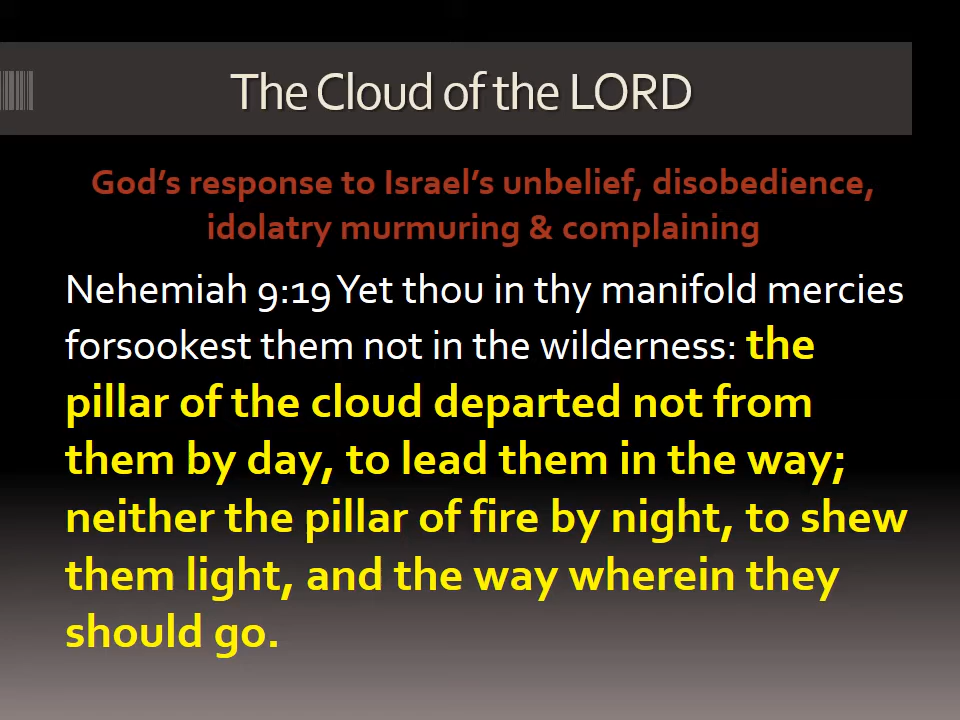 The Cloud of the LORD
God’s response to Israel’s unbelief, disobedience,
idolatry murmuring & complaining
Nehemiah 9:19 Yet thou in thy manifold mercies
forsookest them not in the wilderness: the
pillar of the cloud departed not from
them by day, to lead them in the way;
neither the pillar of fire by night, to shew
them light, and the way wherein they
should go.